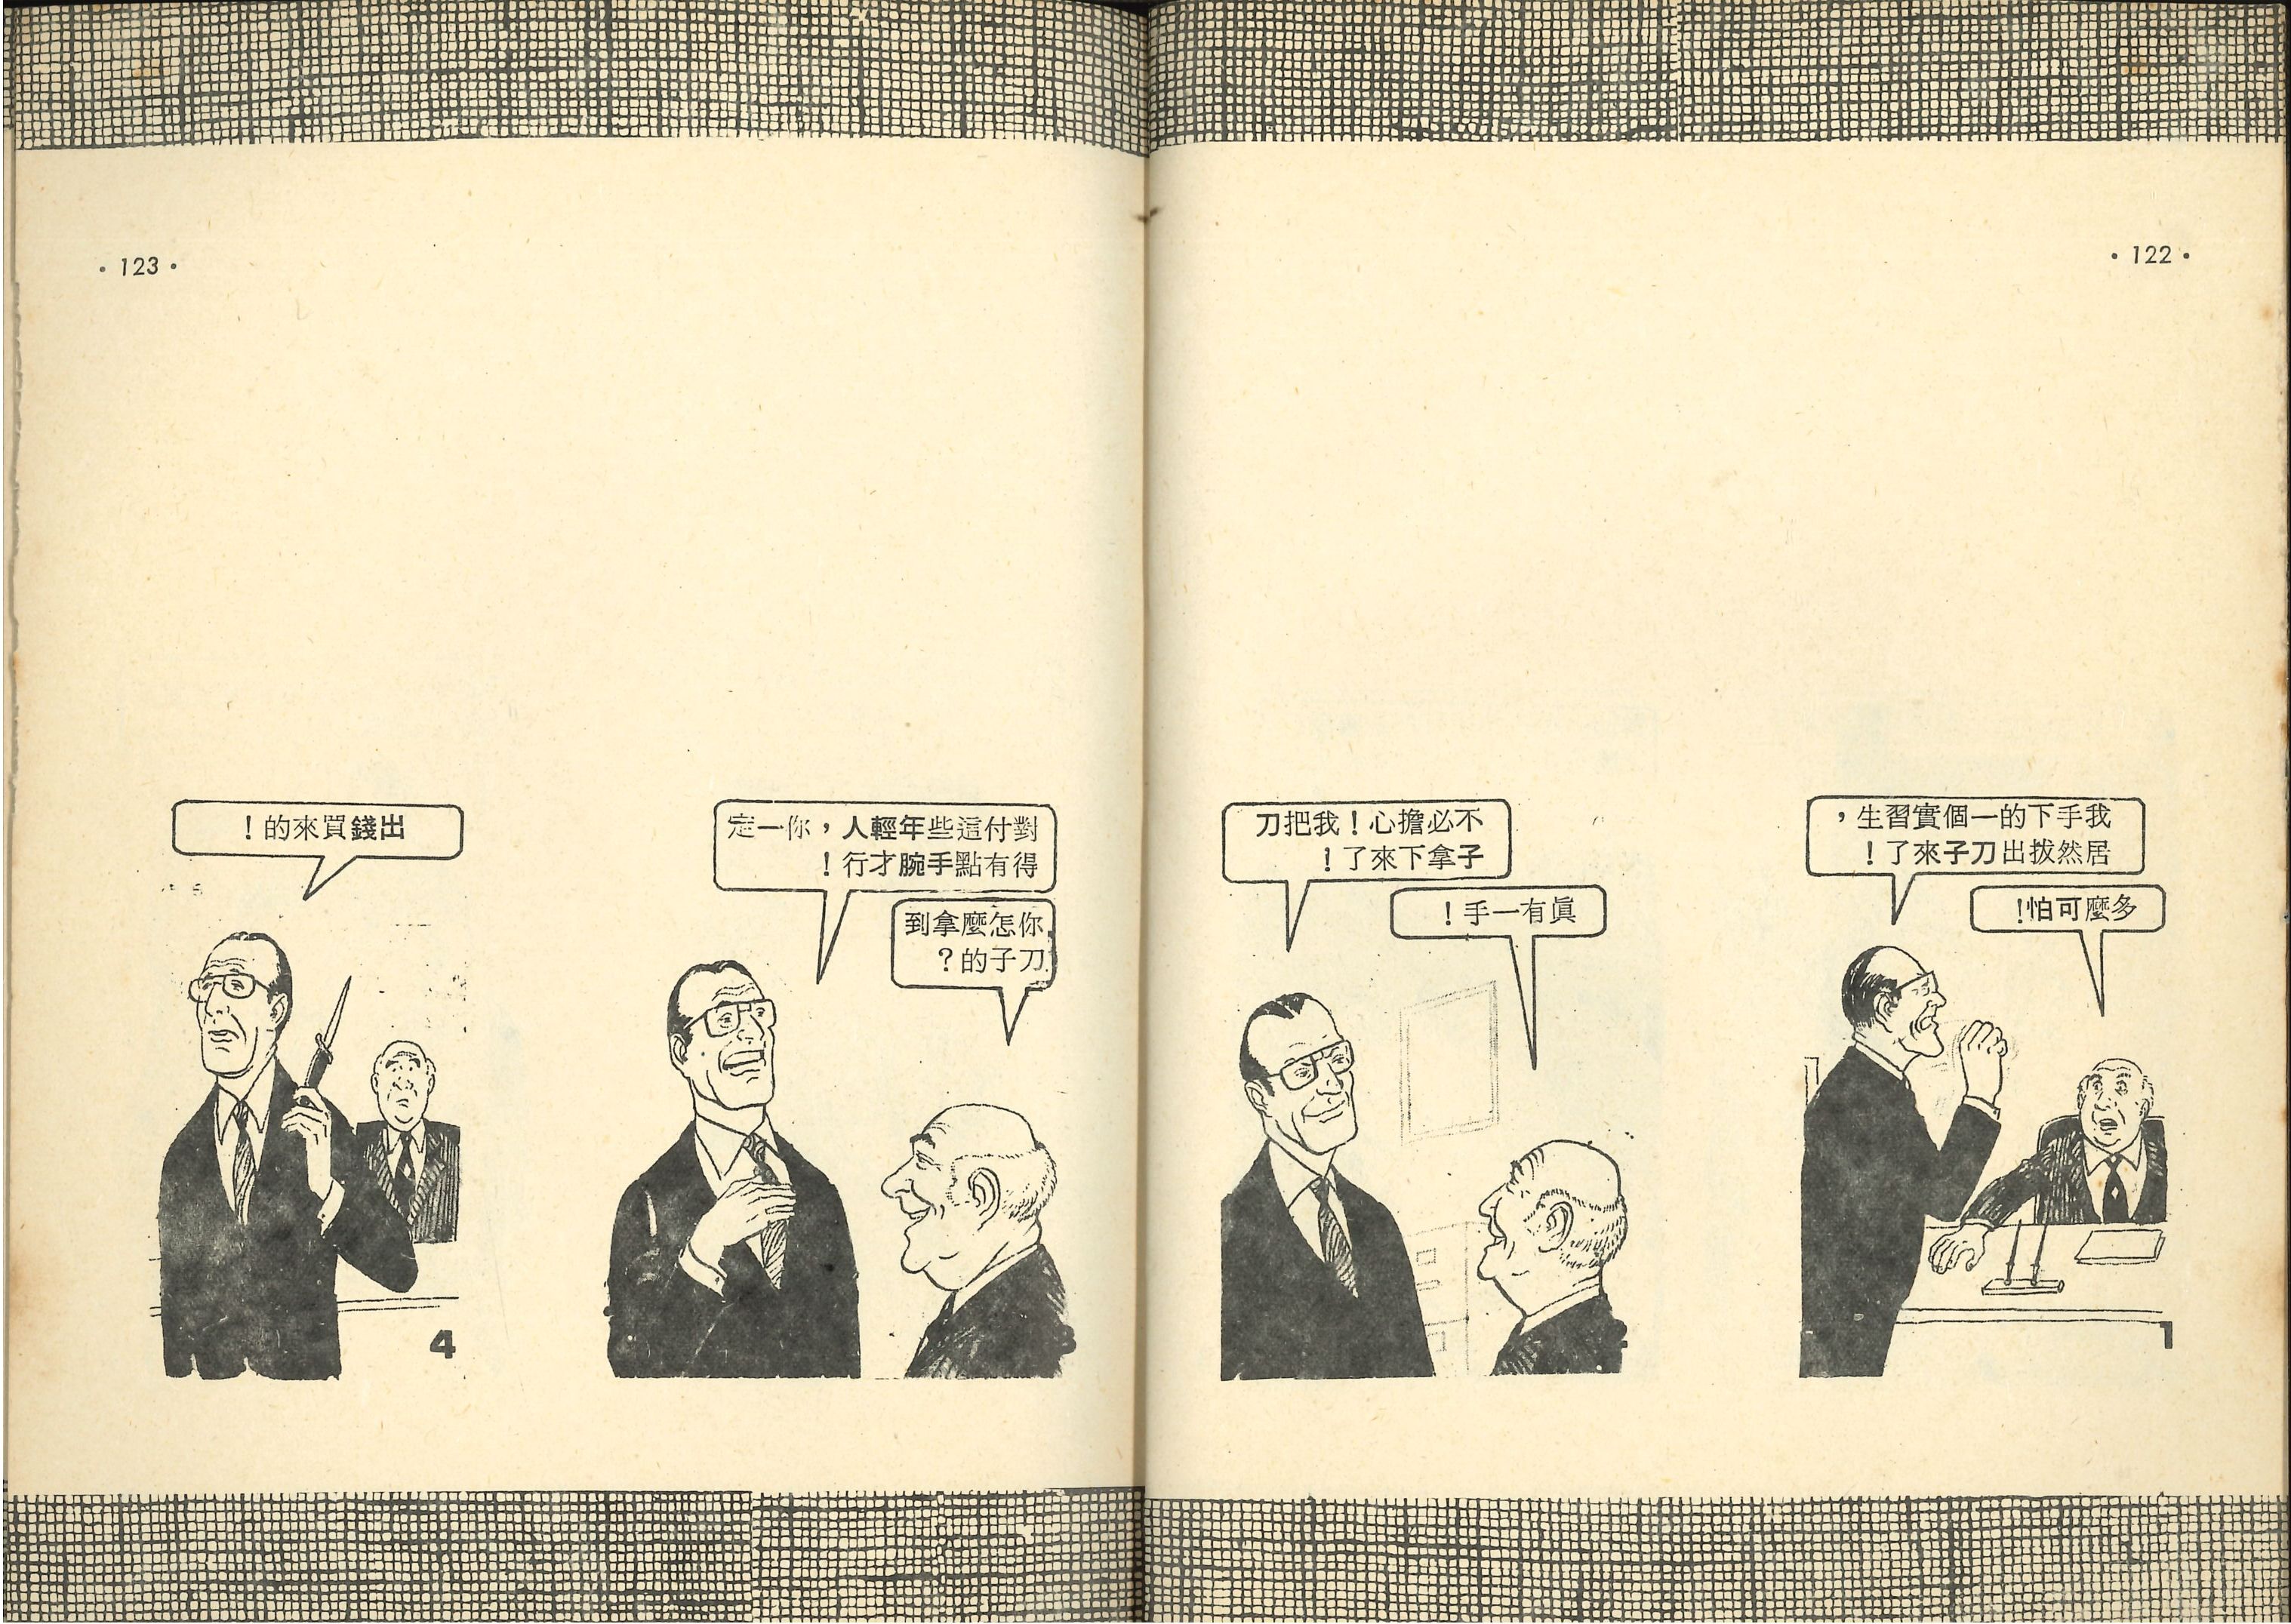 · 122 ·
我手下的一個實習生，
居然拔出刀子來了！
多麼可怕！
1
不必擔心！我把刀
子拿下來了！
眞有一手！
· 123 ·
對付這些年輕人，你一定
得有點手腕才行！
你怎麼拿到
刀子的？
3
出錢買來的！
4